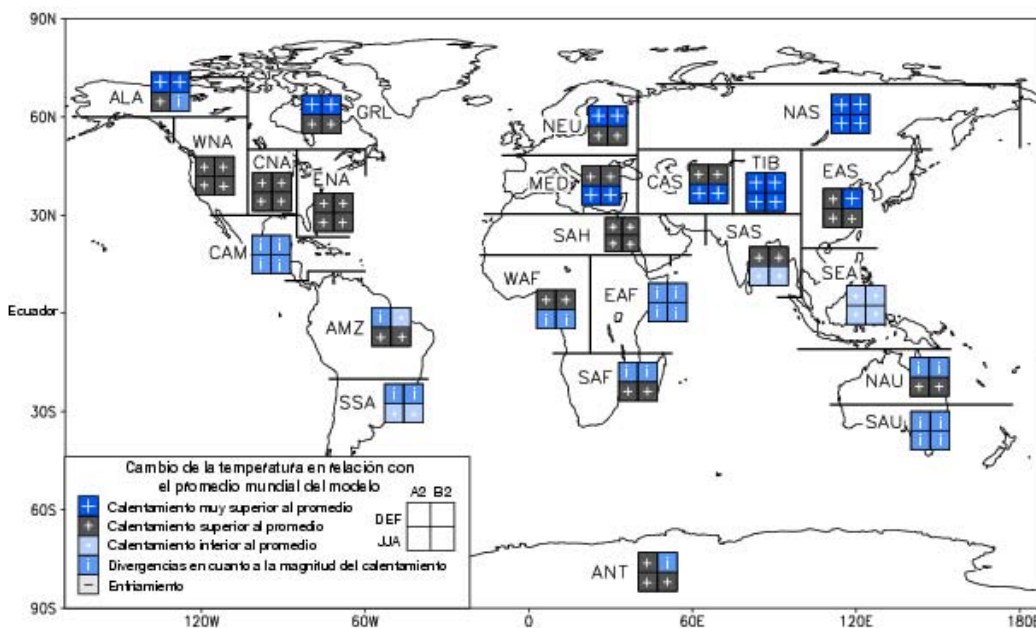 90N
ALA
GRL
NEU
NAS
60N
WNA
CNA
ENA
MED
CAS
TIB
EAS
30N
CAM
SAH
SAS
WAF
EAF
SEA
Ecuador
AMZ
SAF
NAU
SSA
SAU
30S
Cambio de la temperatura en relación con
el promedio mundial del modelo
A2 B2
DEF
JJA
Calentamiento muy superior al promedio
Calentamiento superior al promedio
Calentamiento inferior al promedio
Divergencias en cuanto a la magnitud del calentamiento
Enfriamiento
60S
ANT
90S
120W 60W 0 60E 120E 180